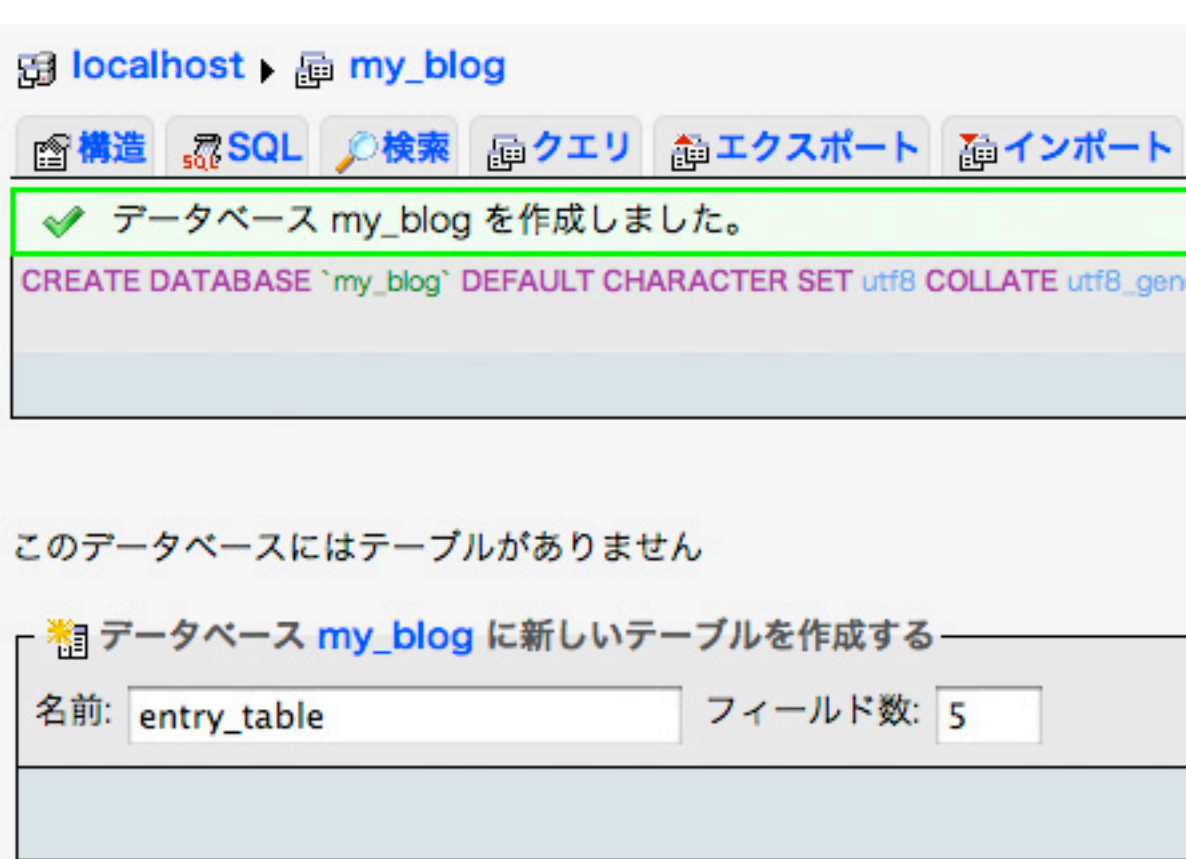 localhost ▸ my_blog
構造 SQL 検索 クエリ エクスポート インポート
データベース my_blog を作成しました。
CREATE DATABASE `my_blog` DEFAULT CHARACTER SET utf8 COLLATE utf8_gen
このデータベースにはテーブルがありません
データベース my_blog に新しいテーブルを作成する
名前: entry_table フィールド数: 5